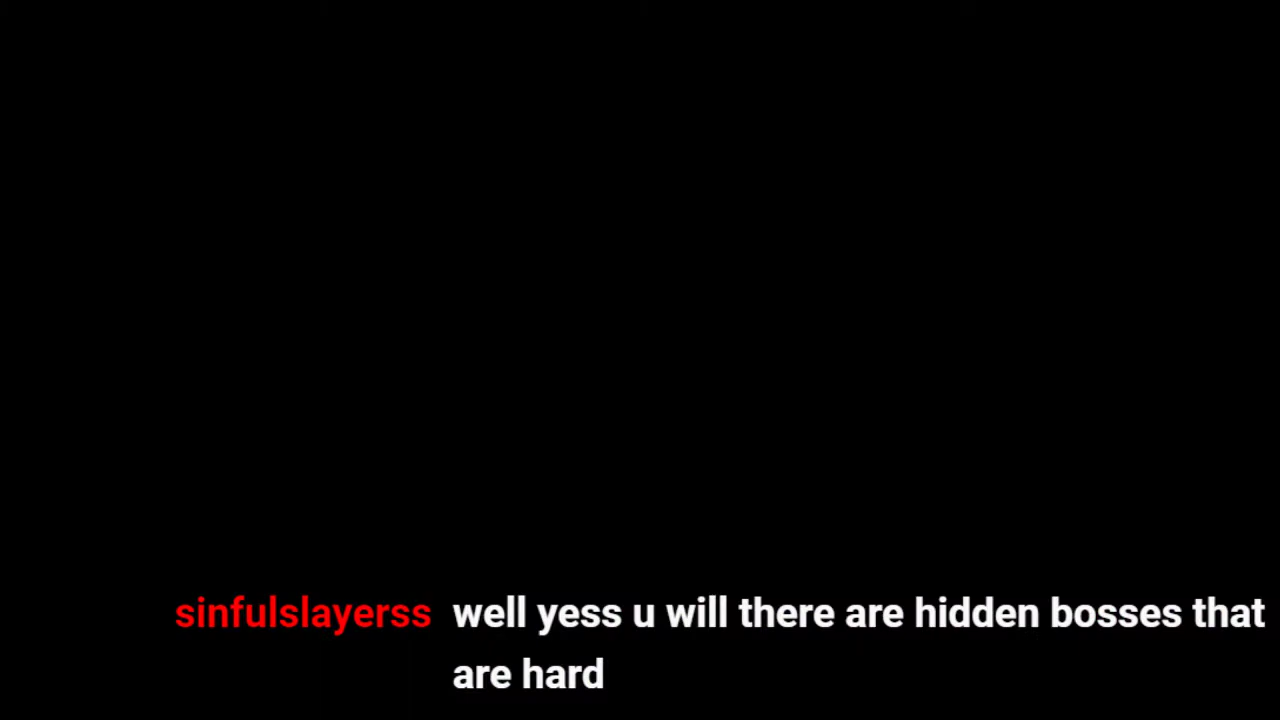 sinfulslayerss well yess u will there are hidden bosses that
are hard